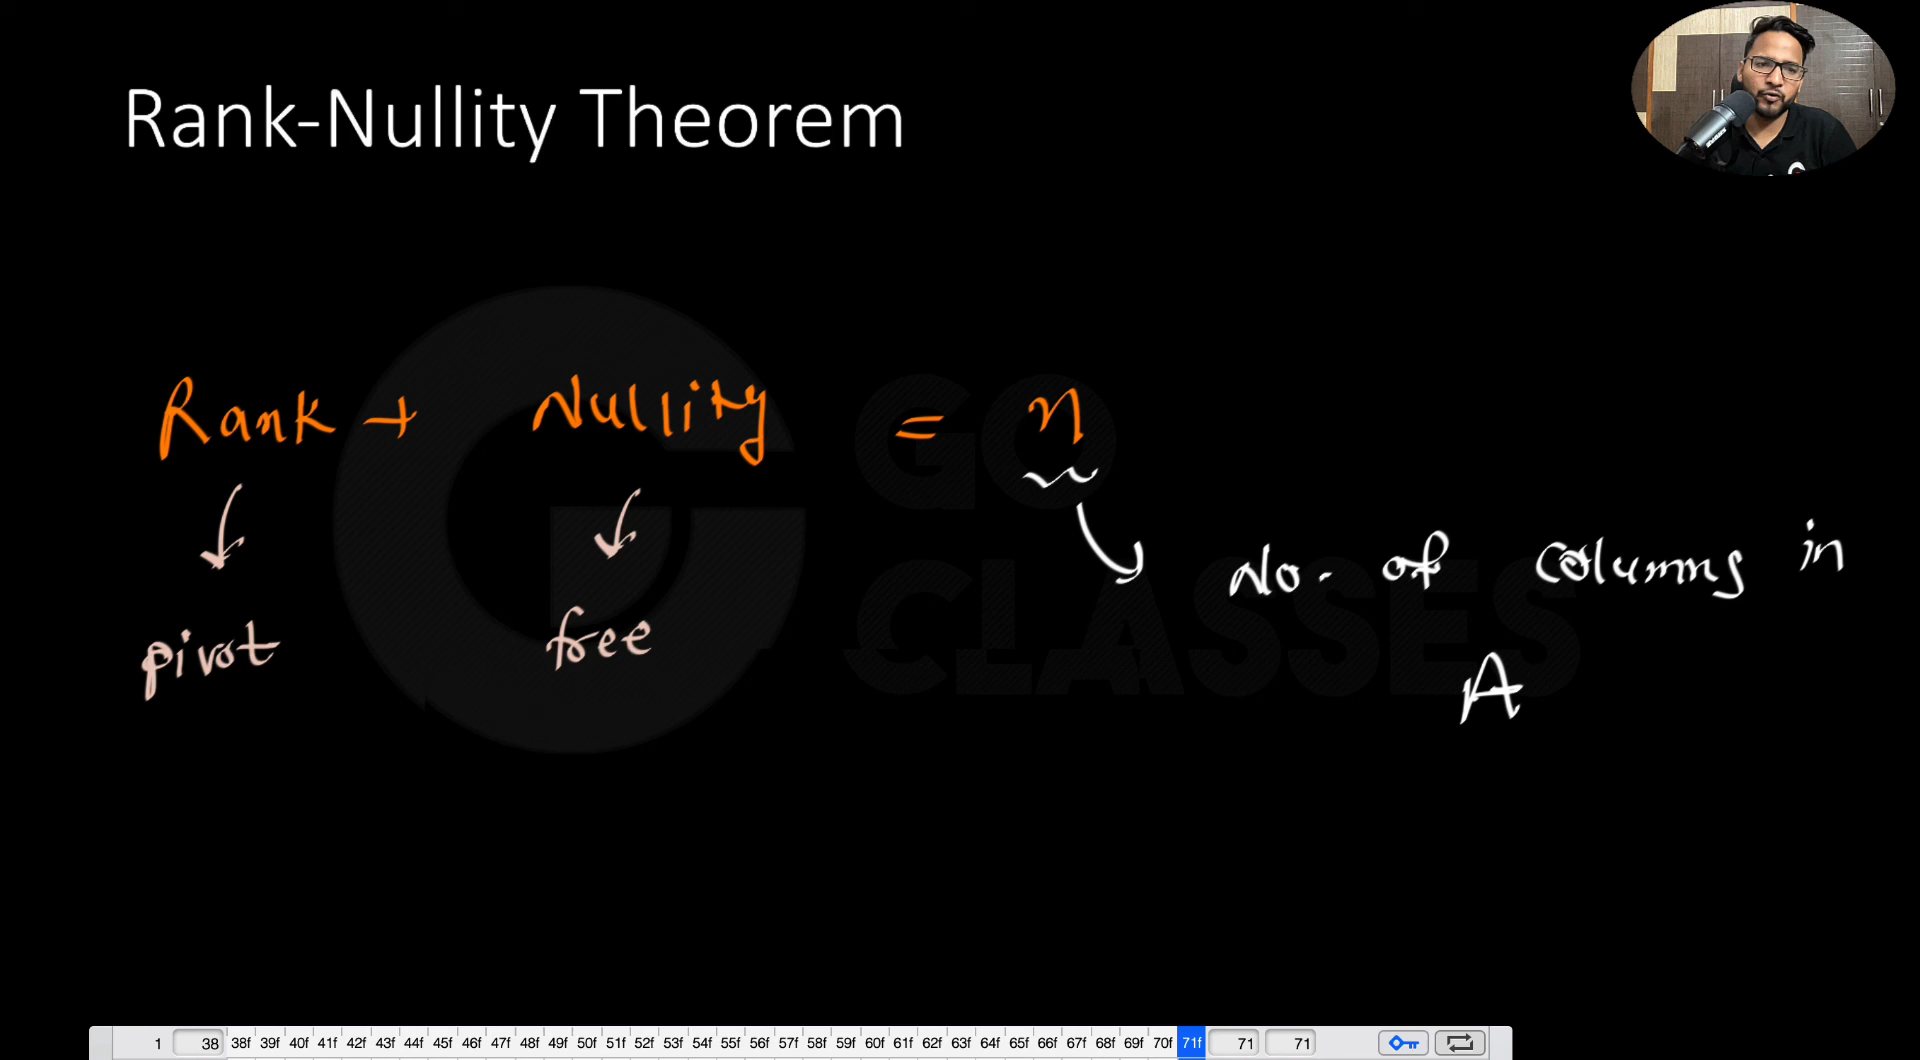 Rank-Nullity Theorem
Rank + Nullity = n
pivot free No. of columns in
A
GO
CLASSES
1 38 38f 39f 40f 41f 42f 43f 44f 45f 46f 47f 48f 49f 50f 51f 52f 53f 54f 55f 56f 57f 58f 59f 60f 61f 62f 63f 64f 65f 66f 67f 68f 69f 70f 71f 71 71